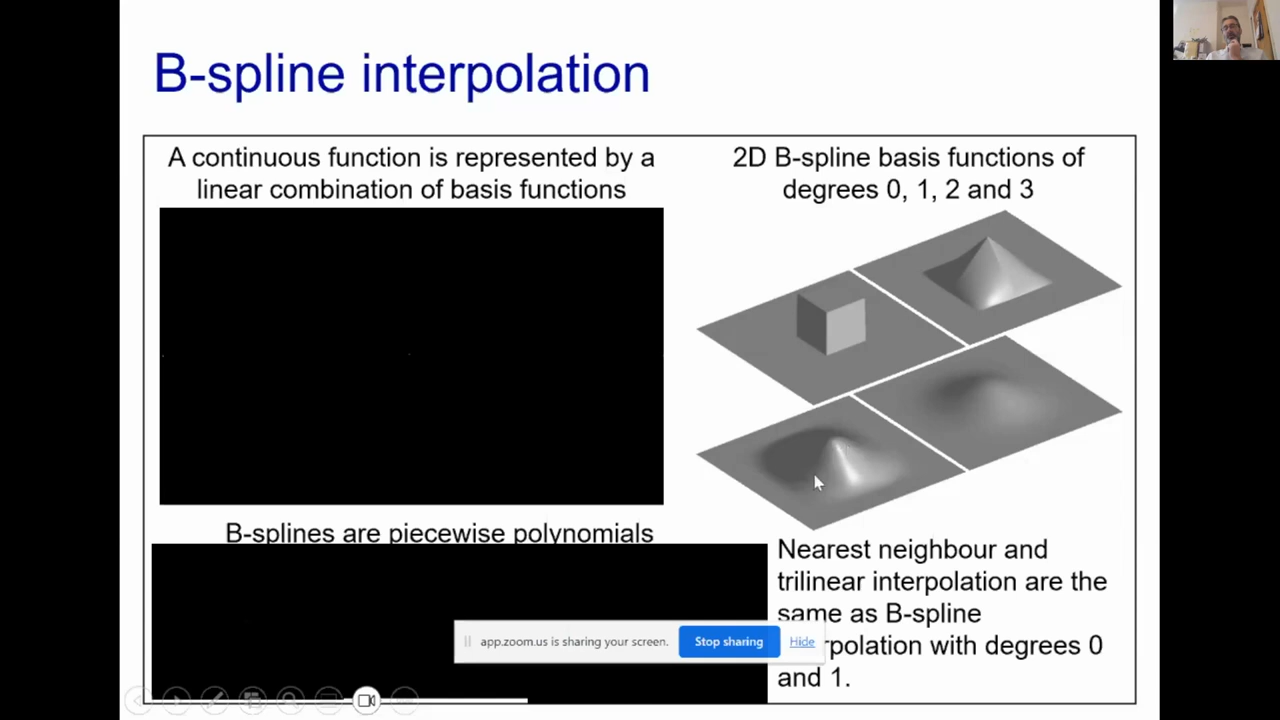 B-spline interpolation
A continuous function is represented by a
linear combination of basis functions
2D B-spline basis functions of
degrees 0, 1, 2 and 3
B-splines are piecewise polynomials
Nearest neighbour and
trilinear interpolation are the
same as B-spline
rpolation with degrees 0
and 1.
app.zoom.us is sharing your screen. Stop sharing Hide